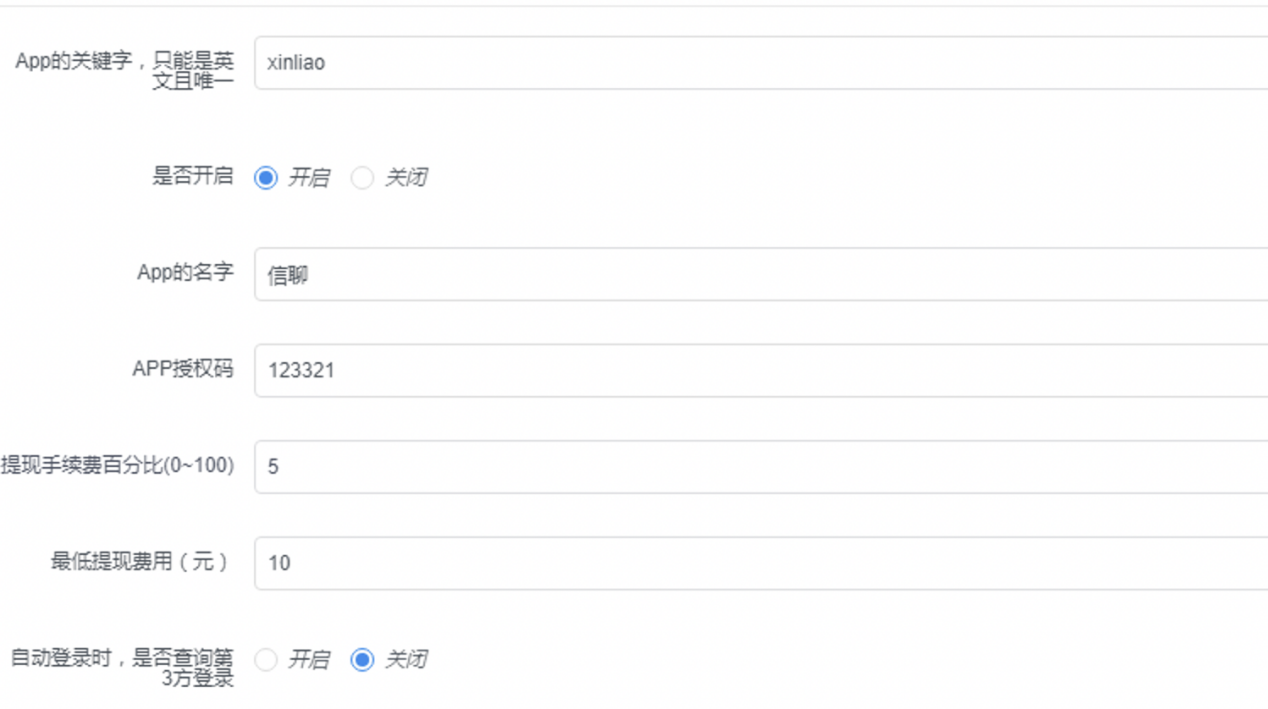 App的关键字，只能是英
文且唯一
xinliao
是否开启
开启
关闭
App的名字
信聊
APP授权码
123321
提现手续费百分比(0~100)
5
最低提现费用（元）
10
自动登录时，是否查询第
3方登录
开启
关闭